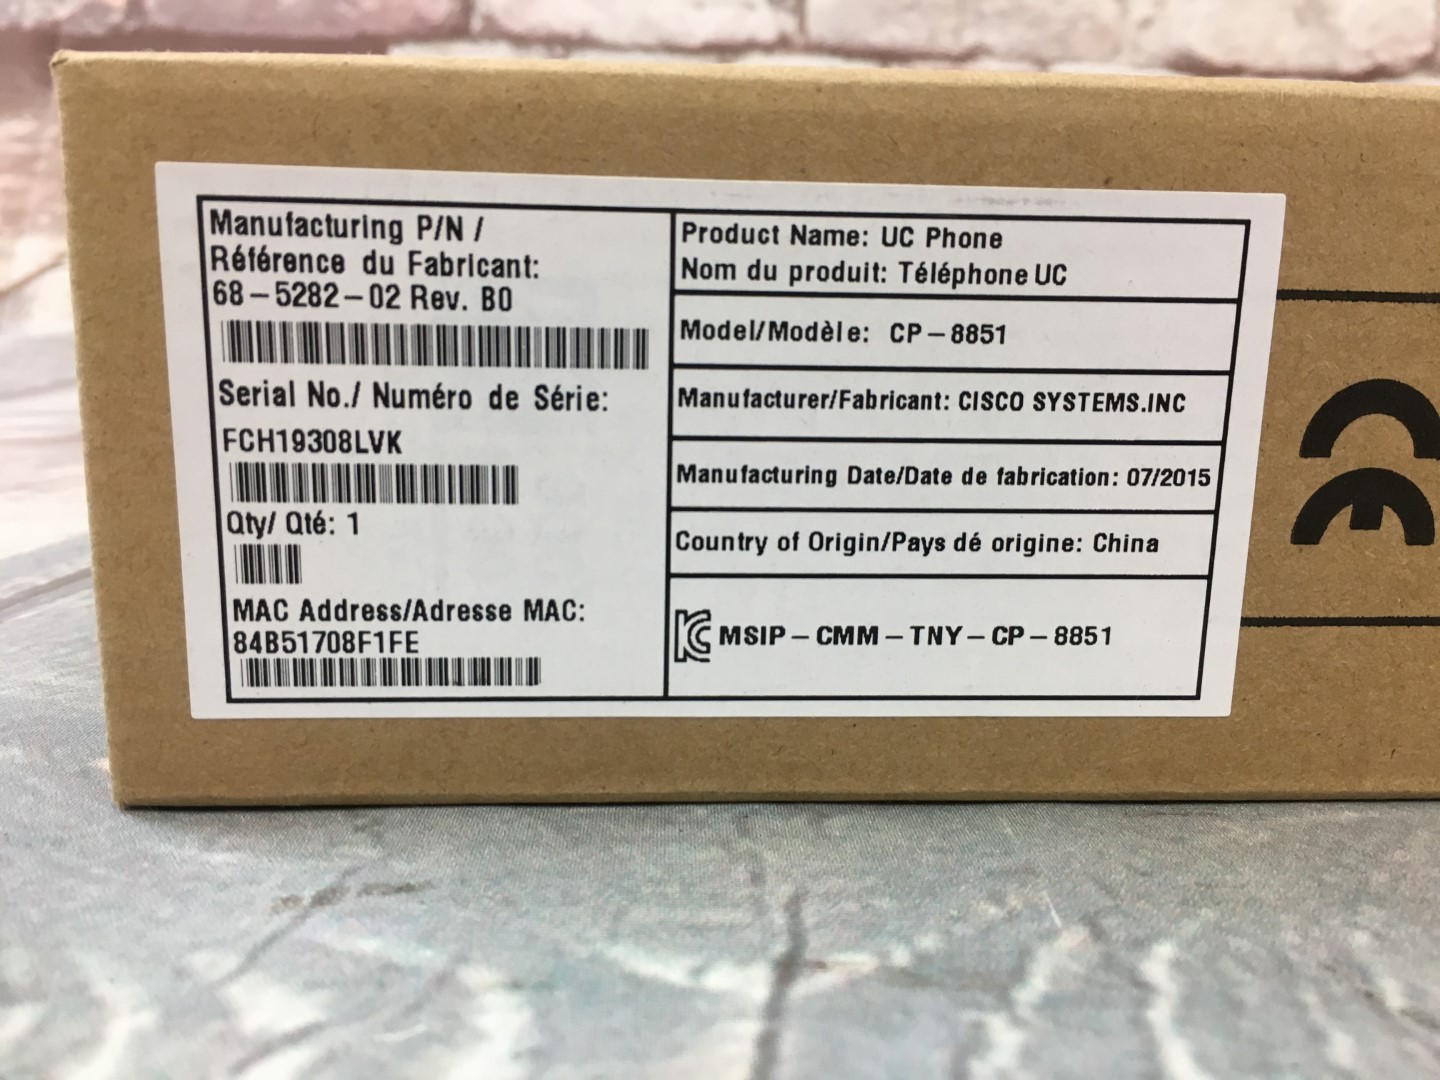 Manufacturing P/N /
Référence du Fabricant:
68-5282-02 Rev. B0
Serial No./ Numéro de Série:
FCH19308LVK
Qty/ Qté: 1
MAC Address/Adresse MAC:
84B51708F1FE
Product Name: UC Phone
Nom du produit: Téléphone UC
Model/Modèle: CP-8851
Manufacturer/Fabricant: CISCO SYSTEMS.INC
Manufacturing Date/Date de fabrication: 07/2015
Country of Origin/Pays dé origine: China
MSIP-CMM-TNY-CP-8851
CE